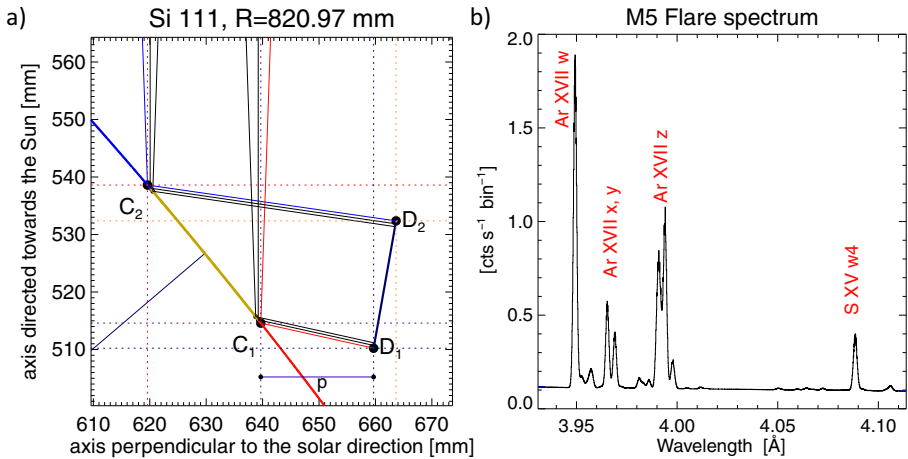 a)
Si 111, R=820.97 mm
axis directed towards the Sun [mm]
560
550
540
530
520
510
C2
D2
C1
D1
p
610 620 630 640 650 660 670
axis perpendicular to the solar direction [mm]
b)
M5 Flare spectrum
[cts s⁻¹ bin⁻¹]
2.0
1.5
1.0
0.5
0.0
Ar XVII w
Ar XVII x, y
Ar XVII z
S XV w4
3.95 4.00 4.05 4.10
Wavelength [Å]